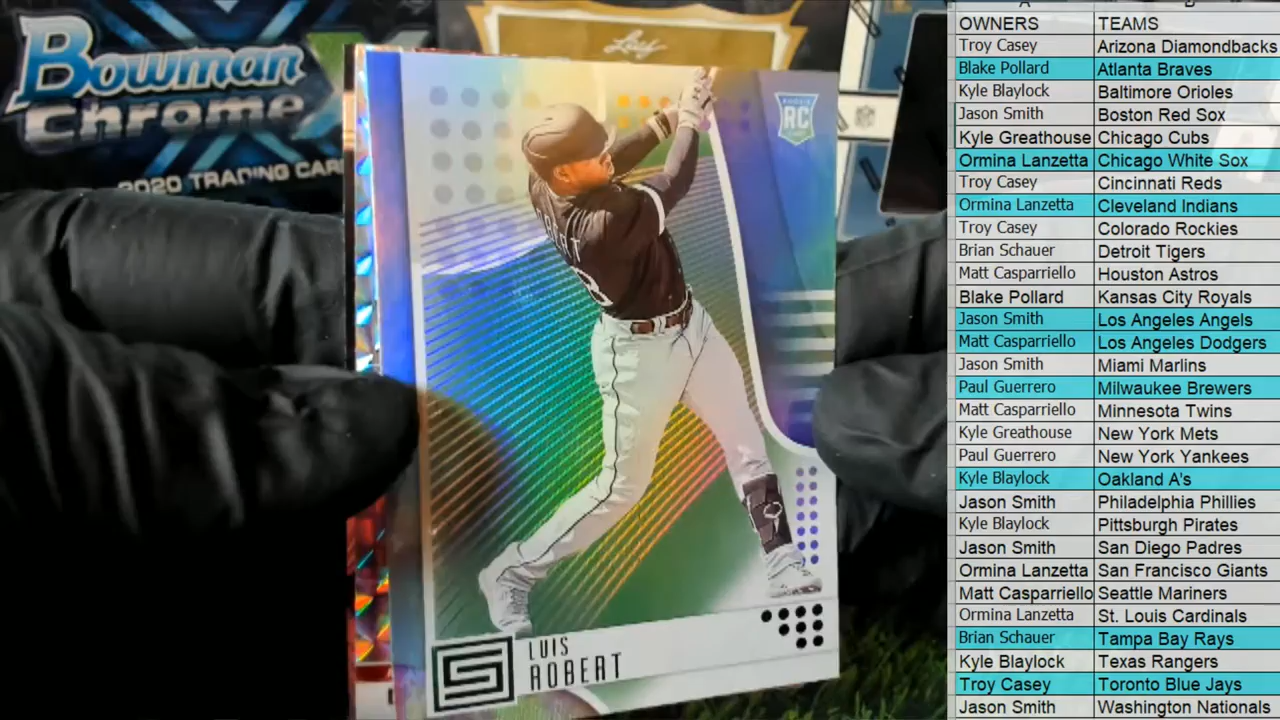 Bowman
Chrome
2020 TRADING CAR
Leaf
ROOKIE
RC
LUIS
ROBERT
OWNERS TEAMS
Troy Casey Arizona Diamondbacks
Blake Pollard Atlanta Braves
Kyle Blaylock Baltimore Orioles
Jason Smith Boston Red Sox
Kyle Greathouse Chicago Cubs
Ormina Lanzetta Chicago White Sox
Troy Casey Cincinnati Reds
Ormina Lanzetta Cleveland Indians
Troy Casey Colorado Rockies
Brian Schauer Detroit Tigers
Matt Casparriello Houston Astros
Blake Pollard Kansas City Royals
Jason Smith Los Angeles Angels
Matt Casparriello Los Angeles Dodgers
Jason Smith Miami Marlins
Paul Guerrero Milwaukee Brewers
Matt Casparriello Minnesota Twins
Kyle Greathouse New York Mets
Paul Guerrero New York Yankees
Kyle Blaylock Oakland A's
Jason Smith Philadelphia Phillies
Kyle Blaylock Pittsburgh Pirates
Jason Smith San Diego Padres
Ormina Lanzetta San Francisco Giants
Matt Casparriello Seattle Mariners
Ormina Lanzetta St. Louis Cardinals
Brian Schauer Tampa Bay Rays
Kyle Blaylock Texas Rangers
Troy Casey Toronto Blue Jays
Jason Smith Washington Nationals